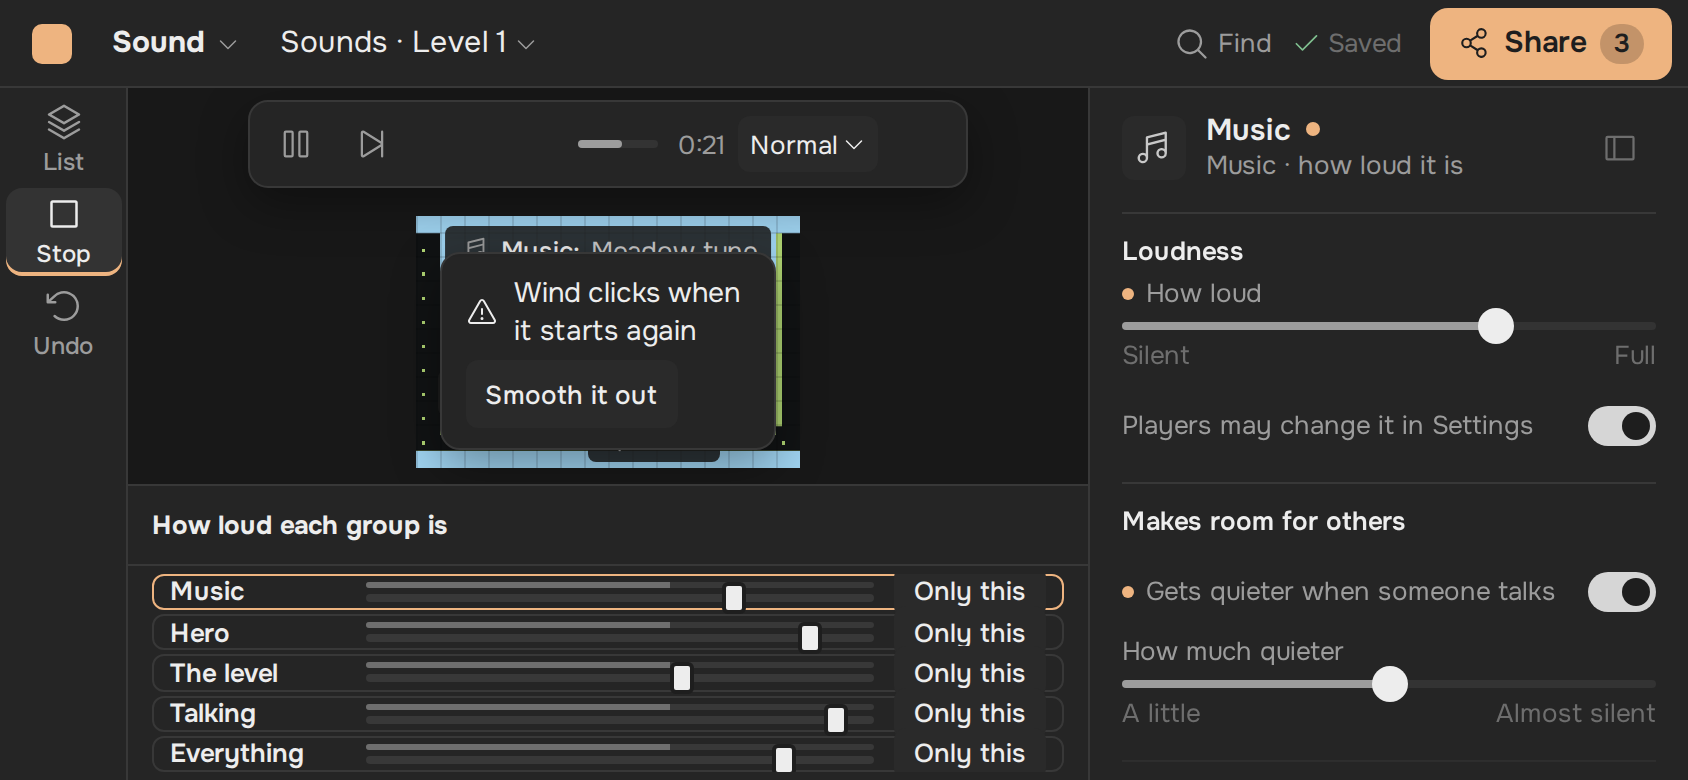 Sound
Sounds · Level 1
Find
Saved
Share 3
List
Stop
Undo
0:21
Normal
Music: Meadow tune
Wind clicks when
it starts again
Smooth it out
How loud each group is
Music
Only this
Hero
Only this
The level
Only this
Talking
Only this
Everything
Only this
Music
Music · how loud it is
Loudness
How loud
Silent
Full
Players may change it in Settings
Makes room for others
Gets quieter when someone talks
How much quieter
A little
Almost silent